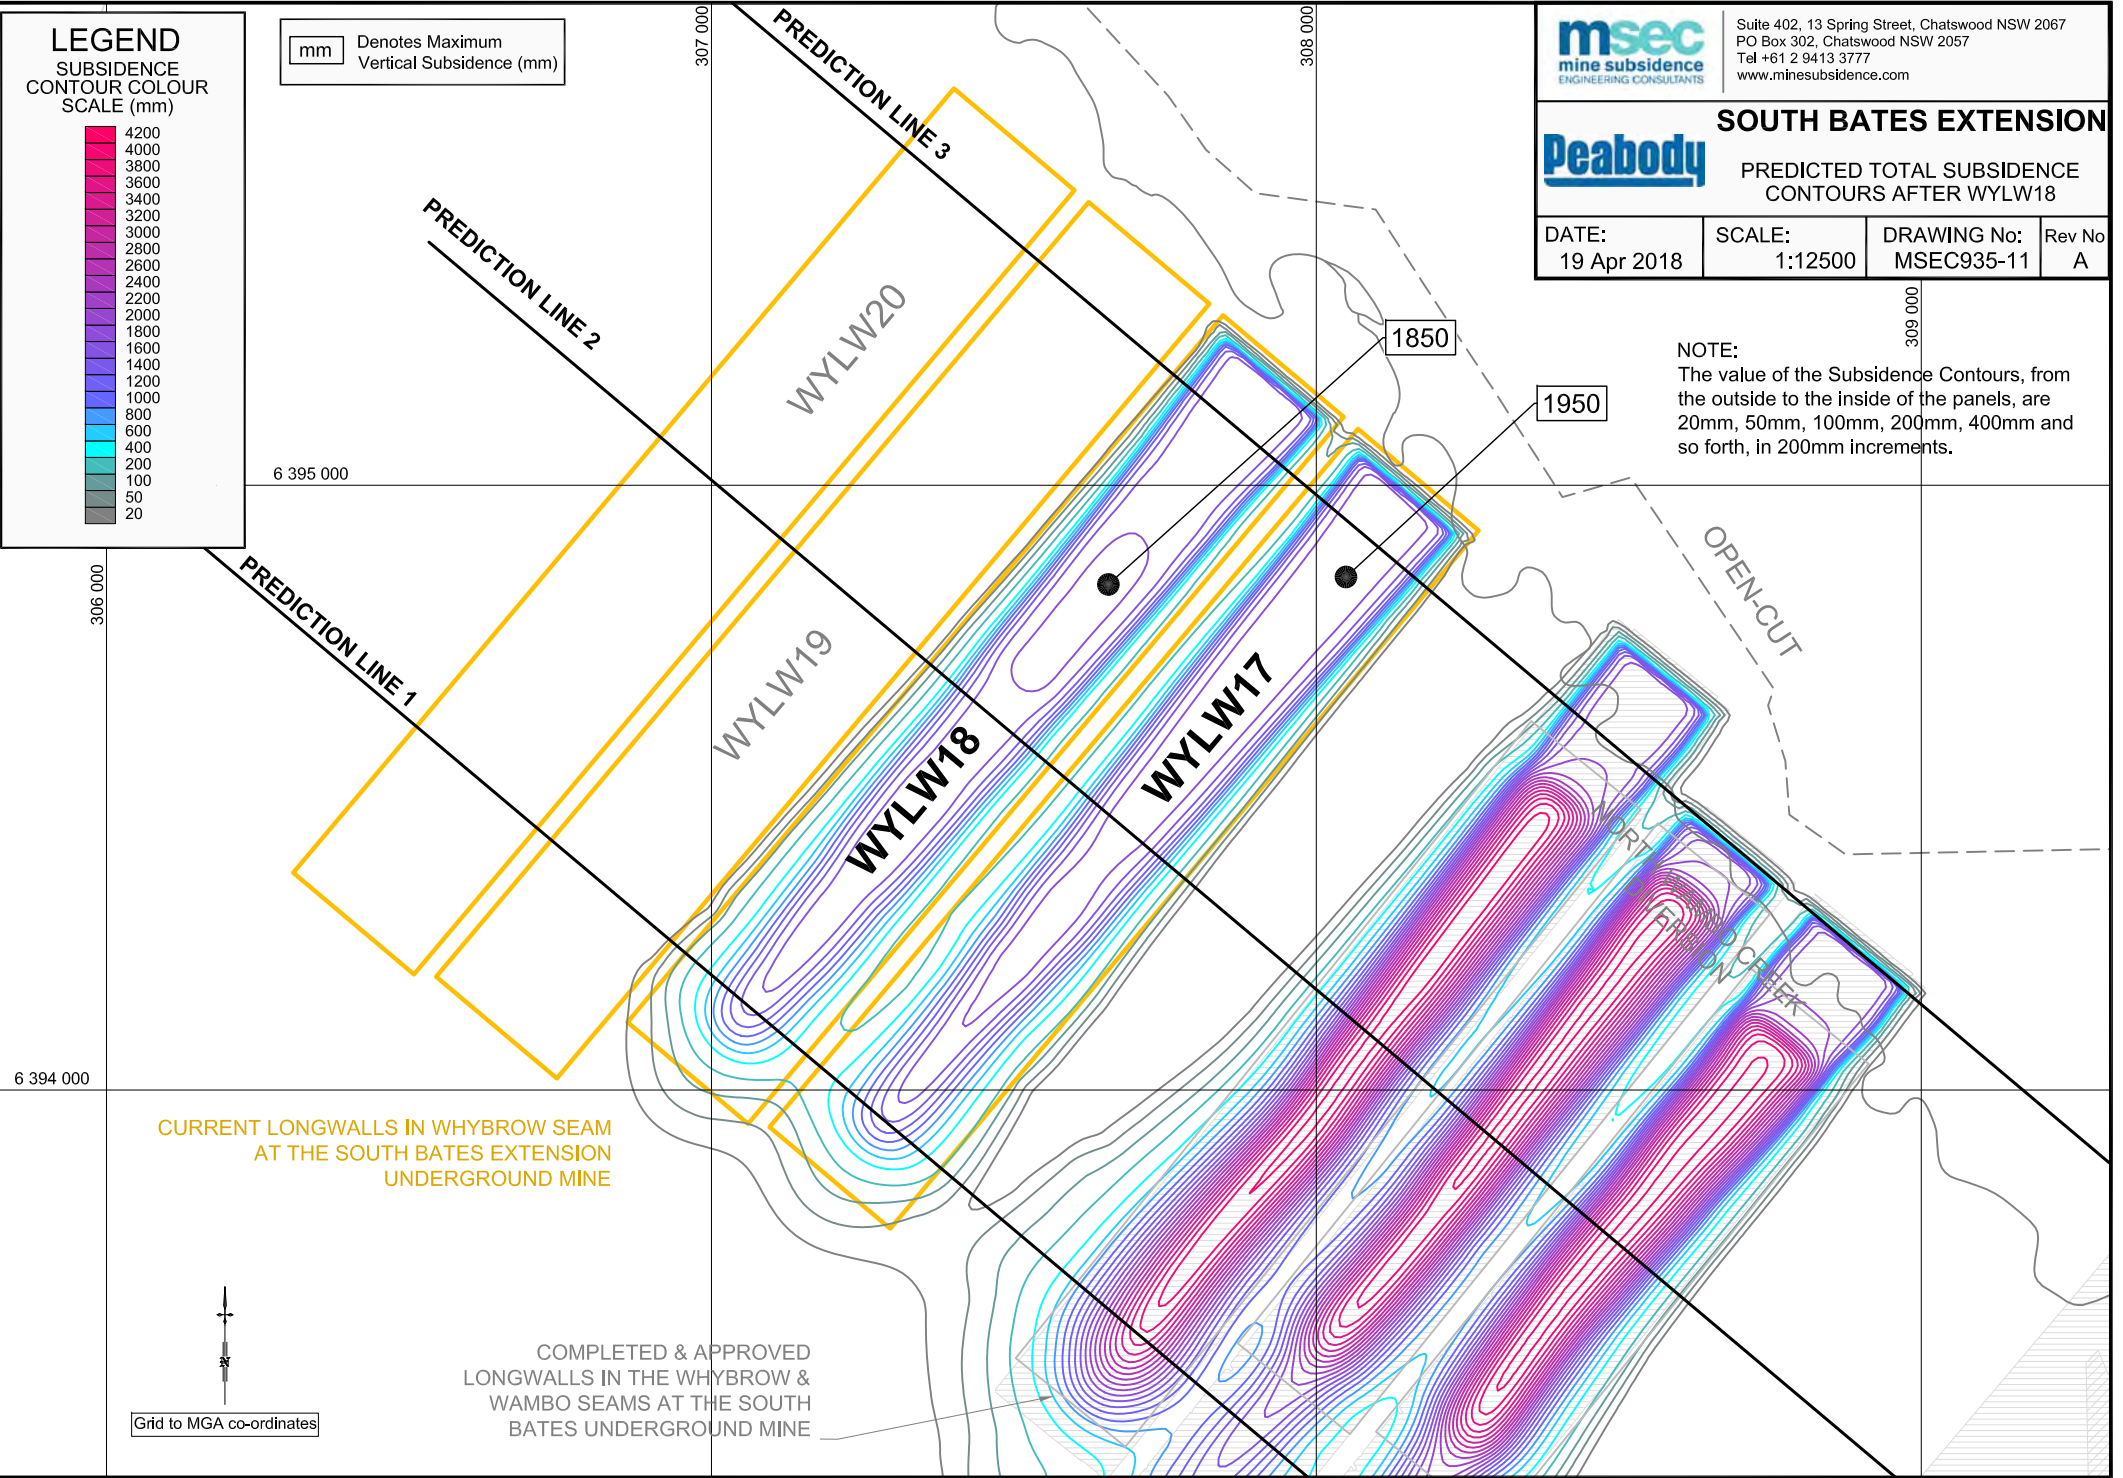 LEGEND
SUBSIDENCE
CONTOUR COLOUR
SCALE (mm)
4200
4000
3800
3600
3400
3200
3000
2800
2600
2400
2200
2000
1800
1600
1400
1200
1000
800
600
400
200
100
50
20
mm
Denotes Maximum
Vertical Subsidence (mm)
307 000
308 000
PREDICTION LINE 3
PREDICTION LINE 2
PREDICTION LINE 1
msec
mine subsidence
ENGINEERING CONSULTANTS
Suite 402, 13 Spring Street, Chatswood NSW 2067
PO Box 302, Chatswood NSW 2057
Tel +61 2 9413 3777
www.minesubsidence.com
Peabody
SOUTH BATES EXTENSION
PREDICTED TOTAL SUBSIDENCE
CONTOURS AFTER WYLW18
DATE:
19 Apr 2018
SCALE:
1:12500
DRAWING No:
MSEC935-11
Rev No
A
309 000
NOTE:
The value of the Subsidence Contours, from
the outside to the inside of the panels, are
20mm, 50mm, 100mm, 200mm, 400mm and
so forth, in 200mm increments.
1850
1950
WYLW20
WYLW19
WYLW18
WYLW17
OPEN-CUT
6 395 000
306 000
NORTH WAMBO CREEK
DIVERSION
6 394 000
CURRENT LONGWALLS IN WHYBROW SEAM
AT THE SOUTH BATES EXTENSION
UNDERGROUND MINE
COMPLETED & APPROVED
LONGWALLS IN THE WHYBROW &
WAMBO SEAMS AT THE SOUTH
BATES UNDERGROUND MINE
N
Grid to MGA co-ordinates